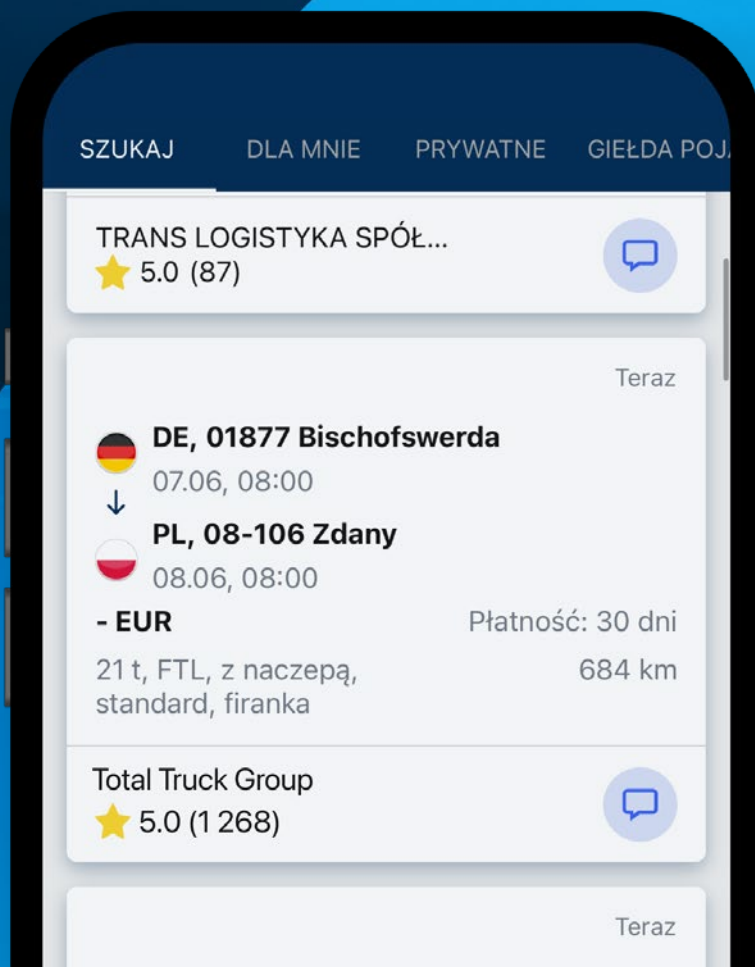 SZUKAJ DLA MNIE PRYWATNE GIEŁDA POJ
TRANS LOGISTYKA SPÓŁ...
5.0 (87)
Teraz
DE, 01877 Bischofswerda
07.06, 08:00
PL, 08-106 Zdany
08.06, 08:00
- EUR Płatność: 30 dni
21 t, FTL, z naczepą, 684 km
standard, firanka
Total Truck Group
5.0 (1 268)
Teraz